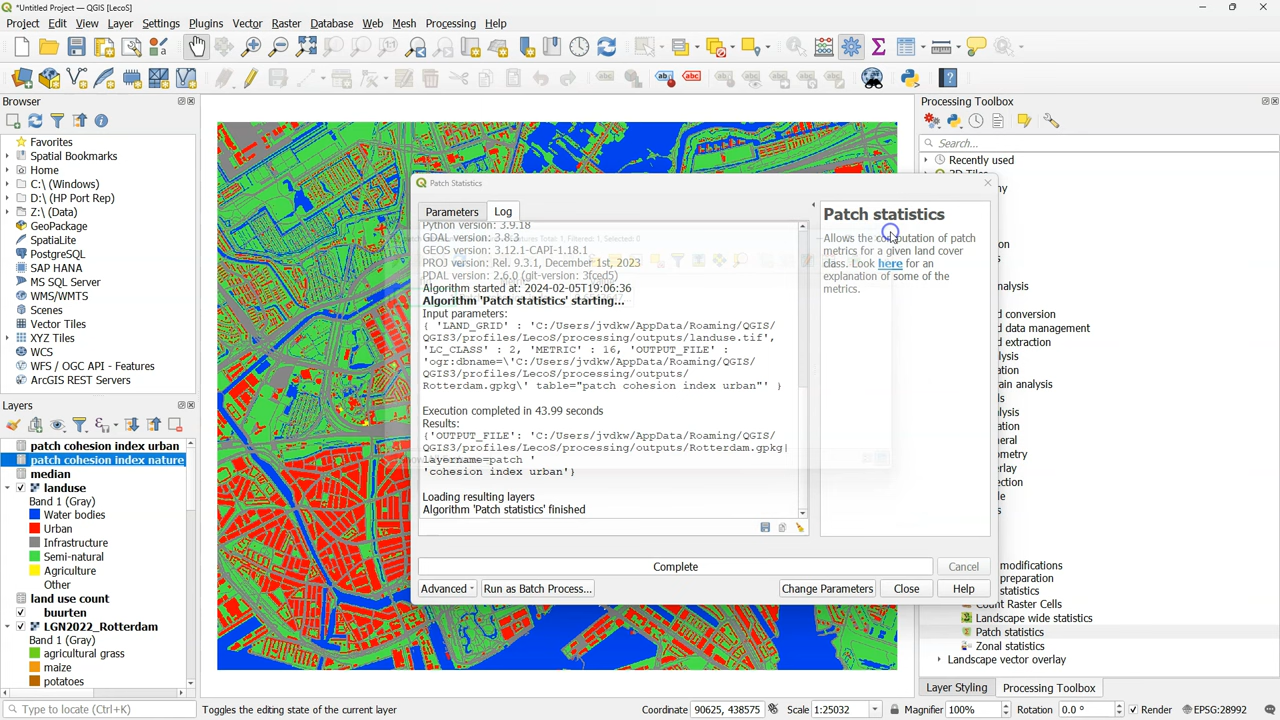 *Untitled Project — QGIS [LecoS]
Project Edit View Layer Settings Plugins Vector Raster Database Web Mesh Processing Help
Browser
Favorites
Spatial Bookmarks
Home
C:\ (Windows)
D:\ (HP Port Rep)
Z:\ (Data)
GeoPackage
SpatiaLite
PostgreSQL
SAP HANA
MS SQL Server
WMS/WMTS
Scenes
Vector Tiles
XYZ Tiles
WCS
WFS / OGC API - Features
ArcGIS REST Servers
Layers
patch cohesion index urban
patch cohesion index nature
median
landuse
Band 1 (Gray)
Water bodies
Urban
Infrastructure
Semi-natural
Agriculture
Other
land use count
buurten
LGN2022_Rotterdam
Band 1 (Gray)
agricultural grass
maize
potatoes
Patch Statistics
Parameters Log
Python version: 3.9.18
GDAL version: 3.8.3
GEOS version: 3.12.1-CAPI-1.18.1
PROJ version: Rel. 9.3.1, December 1st, 2023
PDAL version: 2.6.0 (git-version: 3fced5)
Algorithm started at: 2024-02-05T19:06:36
Algorithm 'Patch statistics' starting...
Input parameters:
{ 'LAND_GRID' : 'C:/Users/jvdkw/AppData/Roaming/QGIS/
QGIS3/profiles/LecoS/processing/outputs/landuse.tif',
'LC_CLASS' : 2, 'METRIC' : 16, 'OUTPUT_FILE' :
'ogr:dbname=\'C:/Users/jvdkw/AppData/Roaming/QGIS/
QGIS3/profiles/LecoS/processing/outputs/
Rotterdam.gpkg\' table="patch cohesion index urban"' }
Execution completed in 43.99 seconds
Results:
{'OUTPUT_FILE': 'C:/Users/jvdkw/AppData/Roaming/QGIS/
QGIS3/profiles/LecoS/processing/outputs/Rotterdam.gpkg|
layername=patch '
'cohesion index urban'}
Loading resulting layers
Algorithm 'Patch statistics' finished
Complete
Cancel
Advanced
Run as Batch Process...
Change Parameters
Close
Help
Patch statistics
Allows the computation of patch
metrics for a given land cover
class. Look here for an
explanation of some of the
metrics.
Processing Toolbox
Search...
Recently used
Count Raster Cells
Landscape wide statistics
Patch statistics
Zonal statistics
Landscape vector overlay
Layer Styling Processing Toolbox
Type to locate (Ctrl+K)
Toggles the editing state of the current layer
Coordinate 90625, 438575
Scale 1:25032
Magnifier 100%
Rotation 0.0 °
Render
EPSG:28992